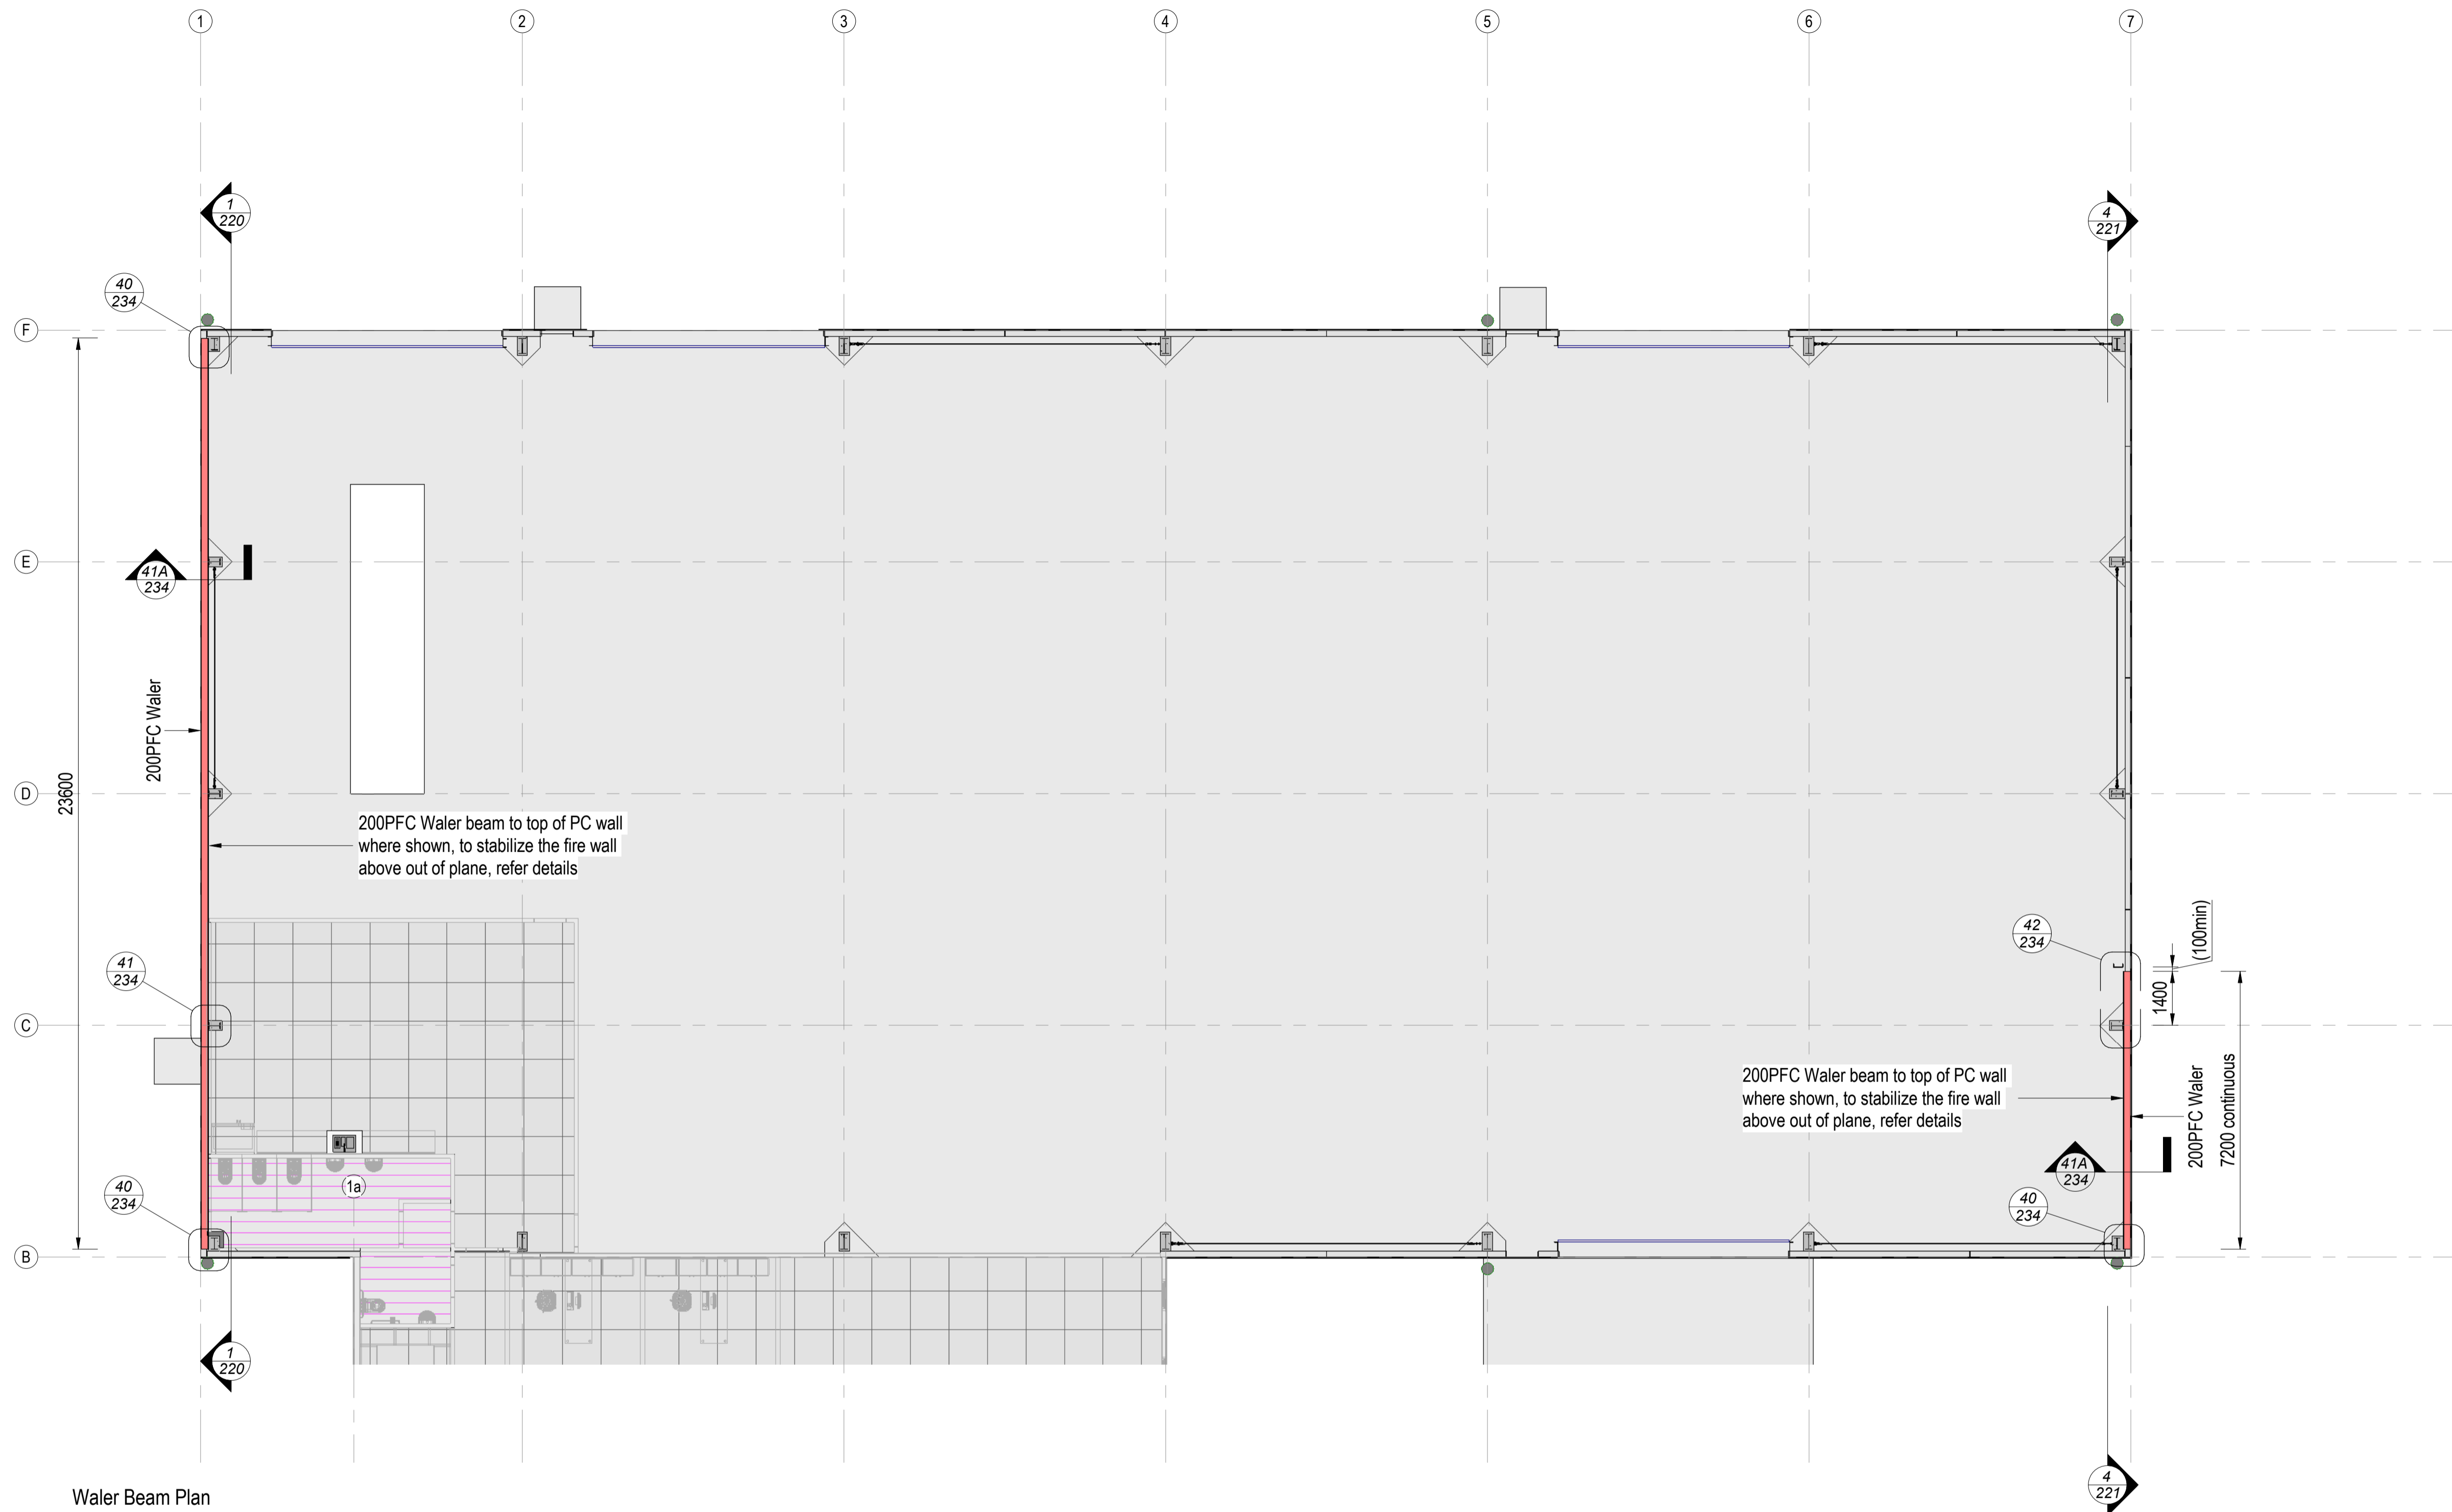 1
2
3
4
5
6
7
1
220
4
221
40
234
F
E
41A
234
200PFC Waler
D
23600
200PFC Waler beam to top of PC wall
where shown, to stabilize the fire wall
above out of plane, refer details
42
234
(100min)
41
234
1400
C
200PFC Waler beam to top of PC wall
where shown, to stabilize the fire wall
above out of plane, refer details
200PFC Waler
7200 continuous
41A
234
1a
40
234
40
234
B
1
220
4
221
Waler Beam Plan